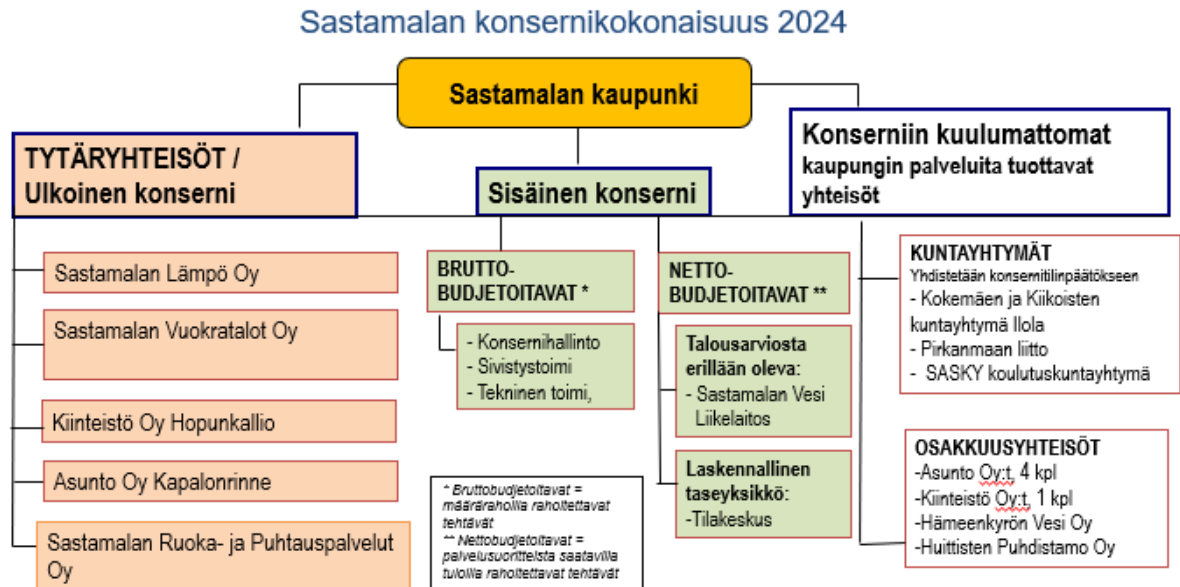 Sastamalan konsernikokonaisuus 2024
Sastamalan kaupunki
TYTÄRYHTEISÖT /
Ulkoinen konserni
Sastamalan Lämpö Oy
Sastamalan Vuokratalot Oy
Kiinteistö Oy Hopunkallio
Asunto Oy Kapalonrinne
Sastamalan Ruoka- ja Puhtauspalvelut
Oy
Sisäinen konserni
BRUTTO-
BUDJETOITAVAT *
- Konsernihallinto
- Sivistystoimi
- Tekninen toimi,
* Bruttobudjetoitavat =
määrärahoilla rahoitettavat
tehtävät
** Nettobudjetoitavat =
palvelusuoritteista saatavilla
tuloilla rahoitettavat tehtävät
NETTO-
BUDJETOITAVAT **
Talousarviosta
erillään oleva:
- Sastamalan Vesi
Liikelaitos
Laskennallinen
taseyksikkö:
-Tilakeskus
Konserniin kuulumattomat
kaupungin palveluita tuottavat
yhteisöt
KUNTAYHTYMÄT
Yhdistetään konsernitilinpäätökseen
- Kokemäen ja Kiikoisten
kuntayhtymä Ilola
- Pirkanmaan liitto
- SASKY koulutuskuntayhtymä
OSAKKUUSYHTEISÖT
-Asunto Oy:t, 4 kpl
-Kiinteistö Oy:t, 1 kpl
-Hämeenkyrön Vesi Oy
-Huittisten Puhdistamo Oy